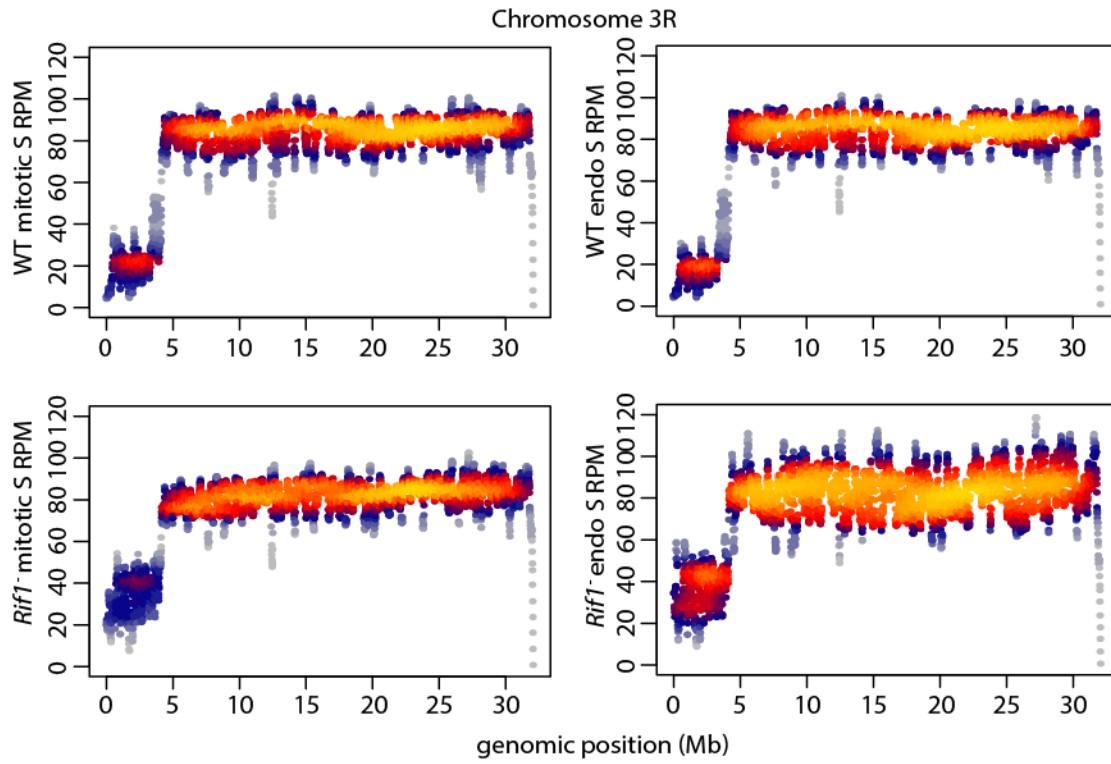 Chromosome 3R
WT mitotic S RPM
0 20 40 60 80 100 120
0 5 10 15 20 25 30
WT endo S RPM
0 20 40 60 80 100 120
0 5 10 15 20 25 30
Rif1- mitotic S RPM
0 20 40 60 80 100 120
0 5 10 15 20 25 30
Rif1- endo S RPM
0 20 40 60 80 100 120
0 5 10 15 20 25 30
genomic position (Mb)